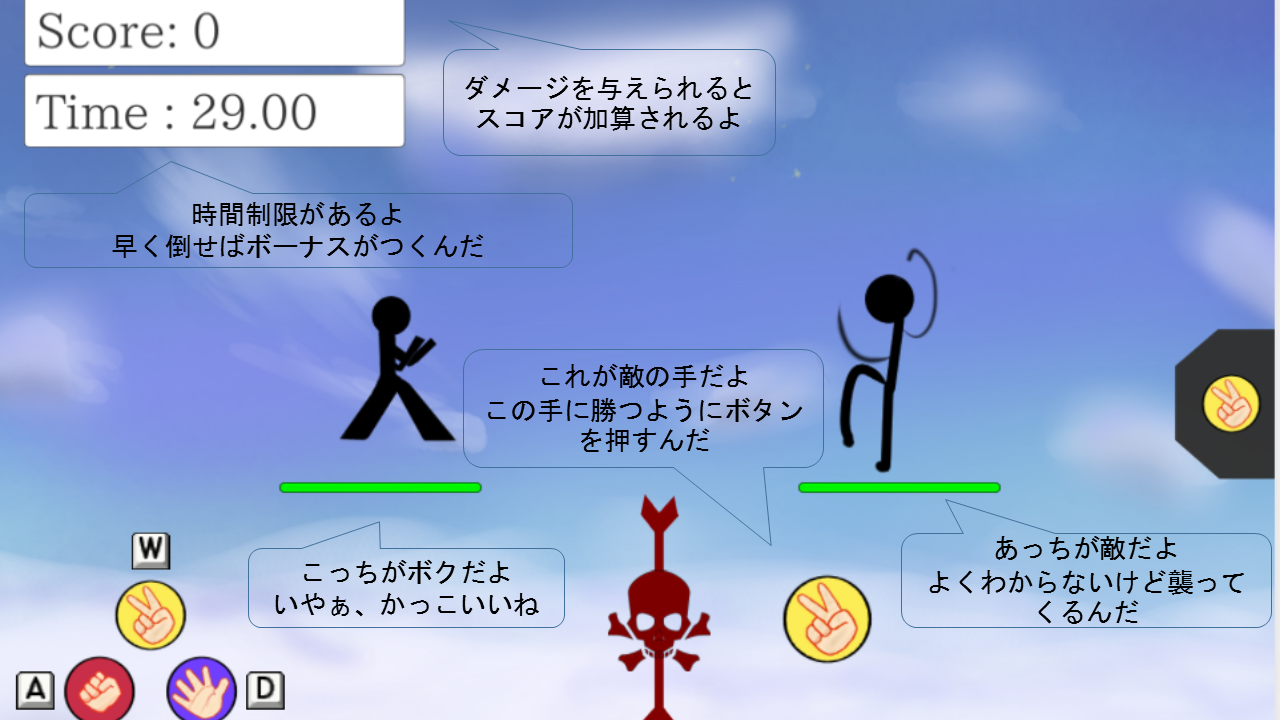 Score: 0
Time : 29.00
ダメージを与えられると
スコアが加算されるよ
時間制限があるよ
早く倒せばボーナスがつくんだ
これが敵の手だよ
この手に勝つようにボタン
を押すんだ
こっちがボクだよ
いやぁ、かっこいいね
あっちが敵だよ
よくわからないけど襲って
くるんだ
W
A
D